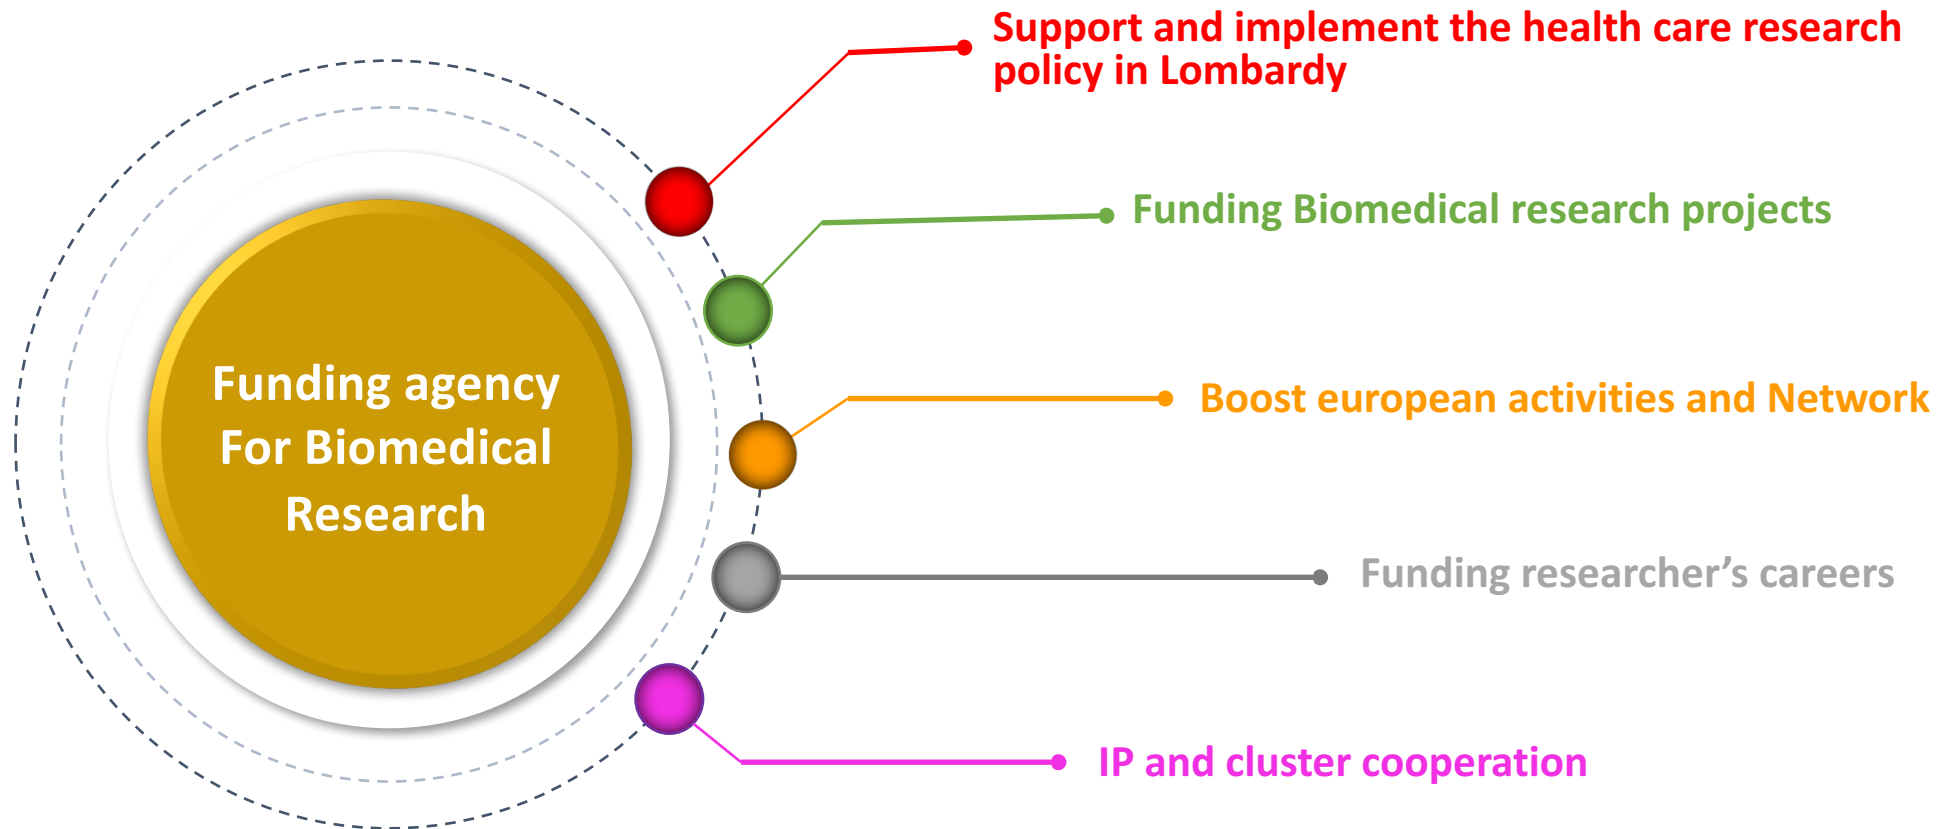 Support and implement the health care research
policy in Lombardy
Funding Biomedical research projects
Funding agency
For Biomedical
Research
Boost european activities and Network
Funding researcher’s careers
IP and cluster cooperation